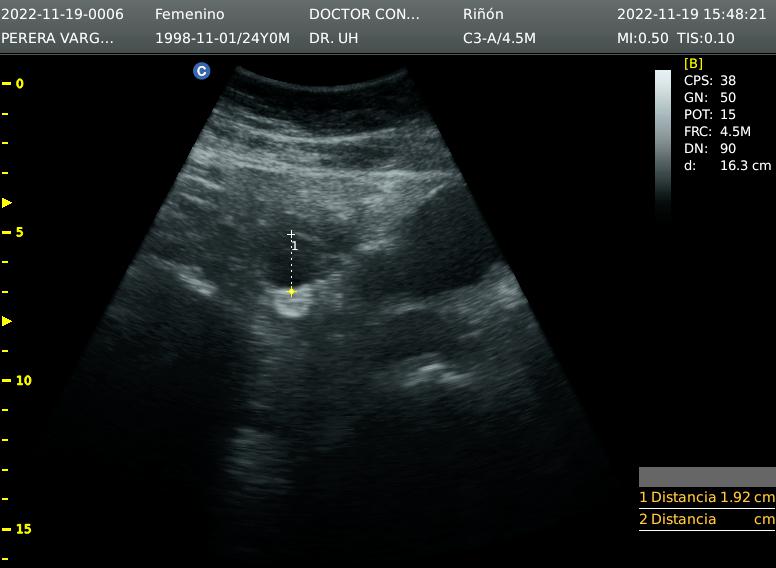 2022-11-19-0006 Femenino DOCTOR CON... Riñón 2022-11-19 15:48:21
PERERA VARG... 1998-11-01/24Y0M DR. UH C3-A/4.5M MI:0.50 TIS:0.10
C
[B]
CPS: 38
GN: 50
POT: 15
FRC: 4.5M
DN: 90
d: 16.3 cm
0
5
10
15
1
1 Distancia 1.92 cm
2 Distancia cm